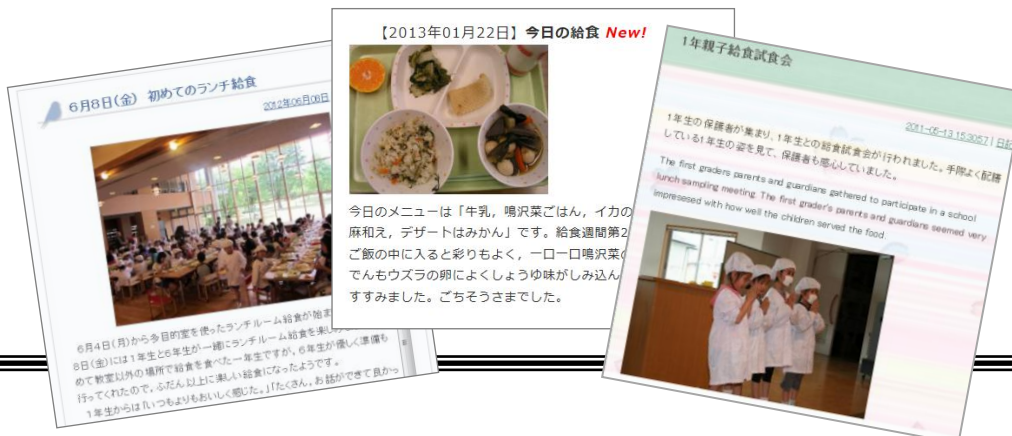 6月8日(金) 初めてのランチ給食
2012年06月08日
6月4日(月)から多目的室を使ったランチルーム給食が始ま
8日(金)には1年生と6年生が一緒にランチルーム給食を楽し
めて教室以外の場所で給食を食べた一年生ですが、6年生が優しく準備も
行ってくれたので、ふだん以上に楽しい給食になったようです。
1年生からは「いつもよりもおいしく感じた。」「たくさん、お話ができて良かっ
【2013年01月22日】今日の給食 New!
今日のメニューは「牛乳，鳴沢菜ごはん，イカの
麻和え，デザートはみかん」です。給食週間第2
ご飯の中に入ると彩りもよく，一口一口鳴沢菜の
でんもウズラの卵によくしょうゆ味がしみ込ん
すすみました。ごちそうさまでした。
1年親子給食試食会
2011-05-13 15:30:57 | 日記
1年生の保護者が集まり、1年生との給食試食会が行われました。手際よく配膳
している1年生の姿を見て、保護者も感心していました。
The first graders parents and guardians gathered to participate in a school
lunch sampling meeting. The first grader's parents and guardians seemed very
impresesed with how well the children served the food.